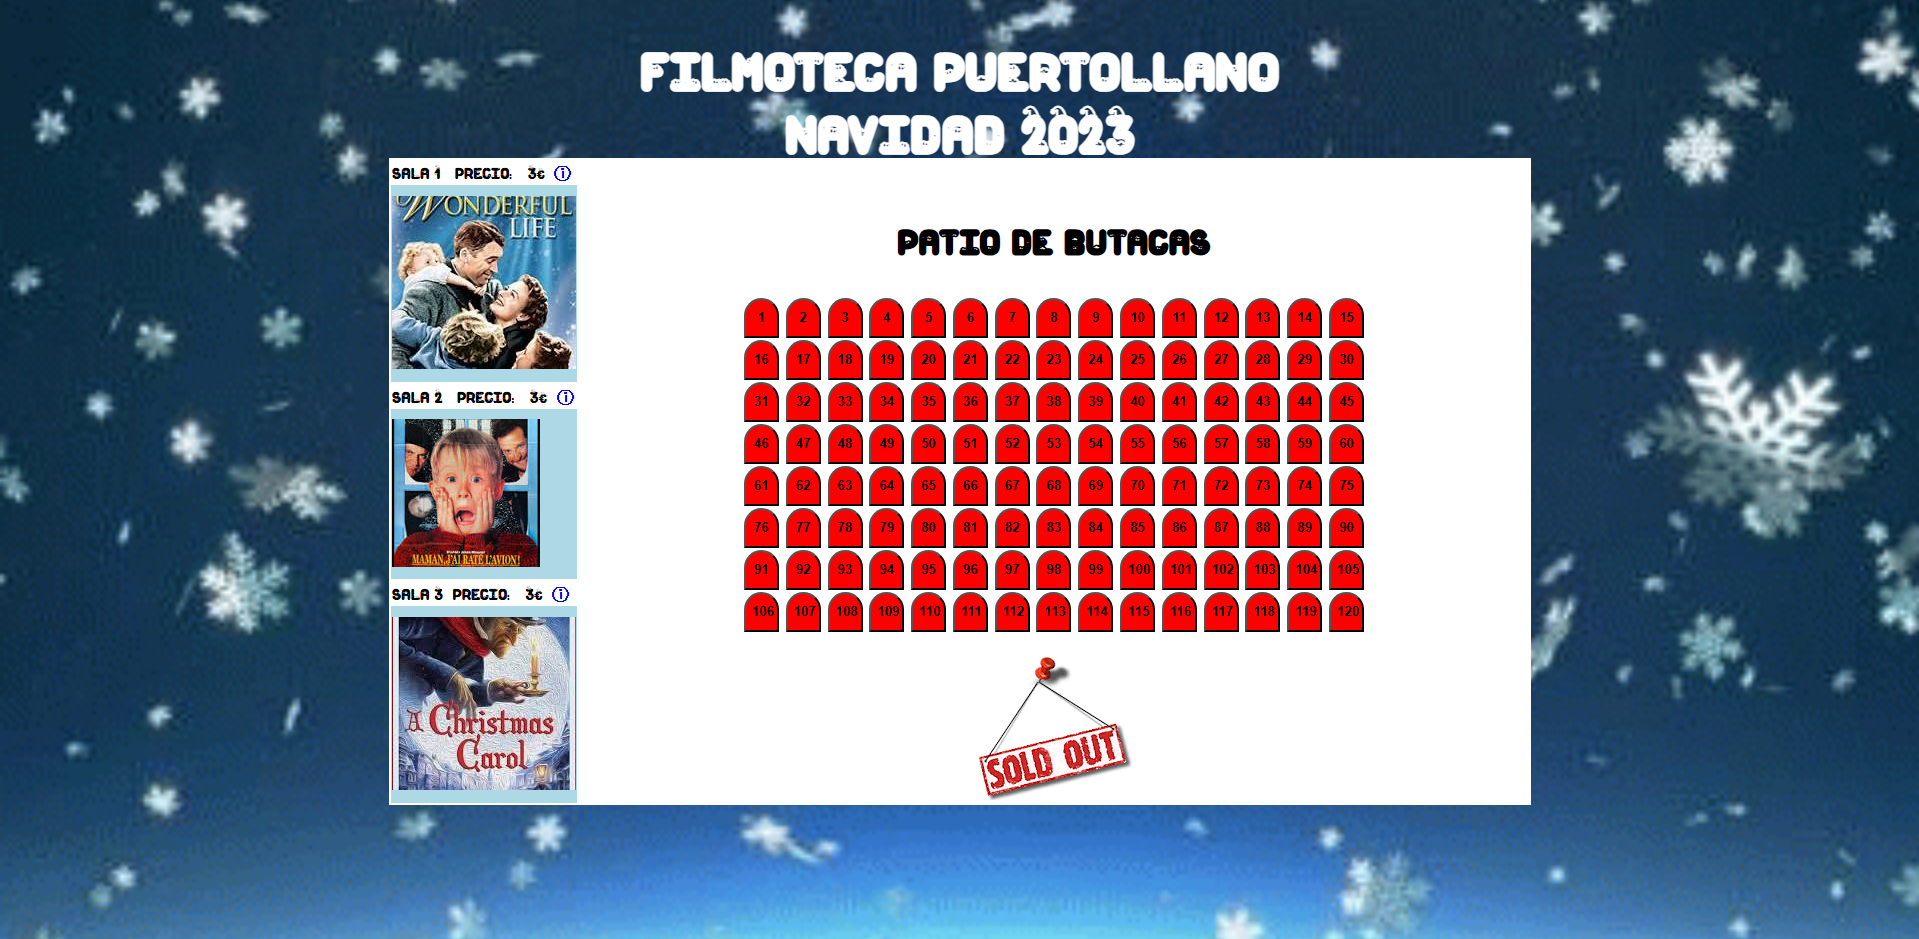 FILMOTECA PUERTOLLANO
NAVIDAD 2023
SALA 1 PRECIO: 3€ ⓘ
WONDERFUL
LIFE
SALA 2 PRECIO: 3€ ⓘ
MAMAN, J'AI RATÉ L'AVION!
SALA 3 PRECIO: 3€ ⓘ
A Christmas
Carol
PATIO DE BUTACAS
1 2 3 4 5 6 7 8 9 10 11 12 13 14 15
16 17 18 19 20 21 22 23 24 25 26 27 28 29 30
31 32 33 34 35 36 37 38 39 40 41 42 43 44 45
46 47 48 49 50 51 52 53 54 55 56 57 58 59 60
61 62 63 64 65 66 67 68 69 70 71 72 73 74 75
76 77 78 79 80 81 82 83 84 85 86 87 88 89 90
91 92 93 94 95 96 97 98 99 100 101 102 103 104 105
106 107 108 109 110 111 112 113 114 115 116 117 118 119 120
SOLD OUT